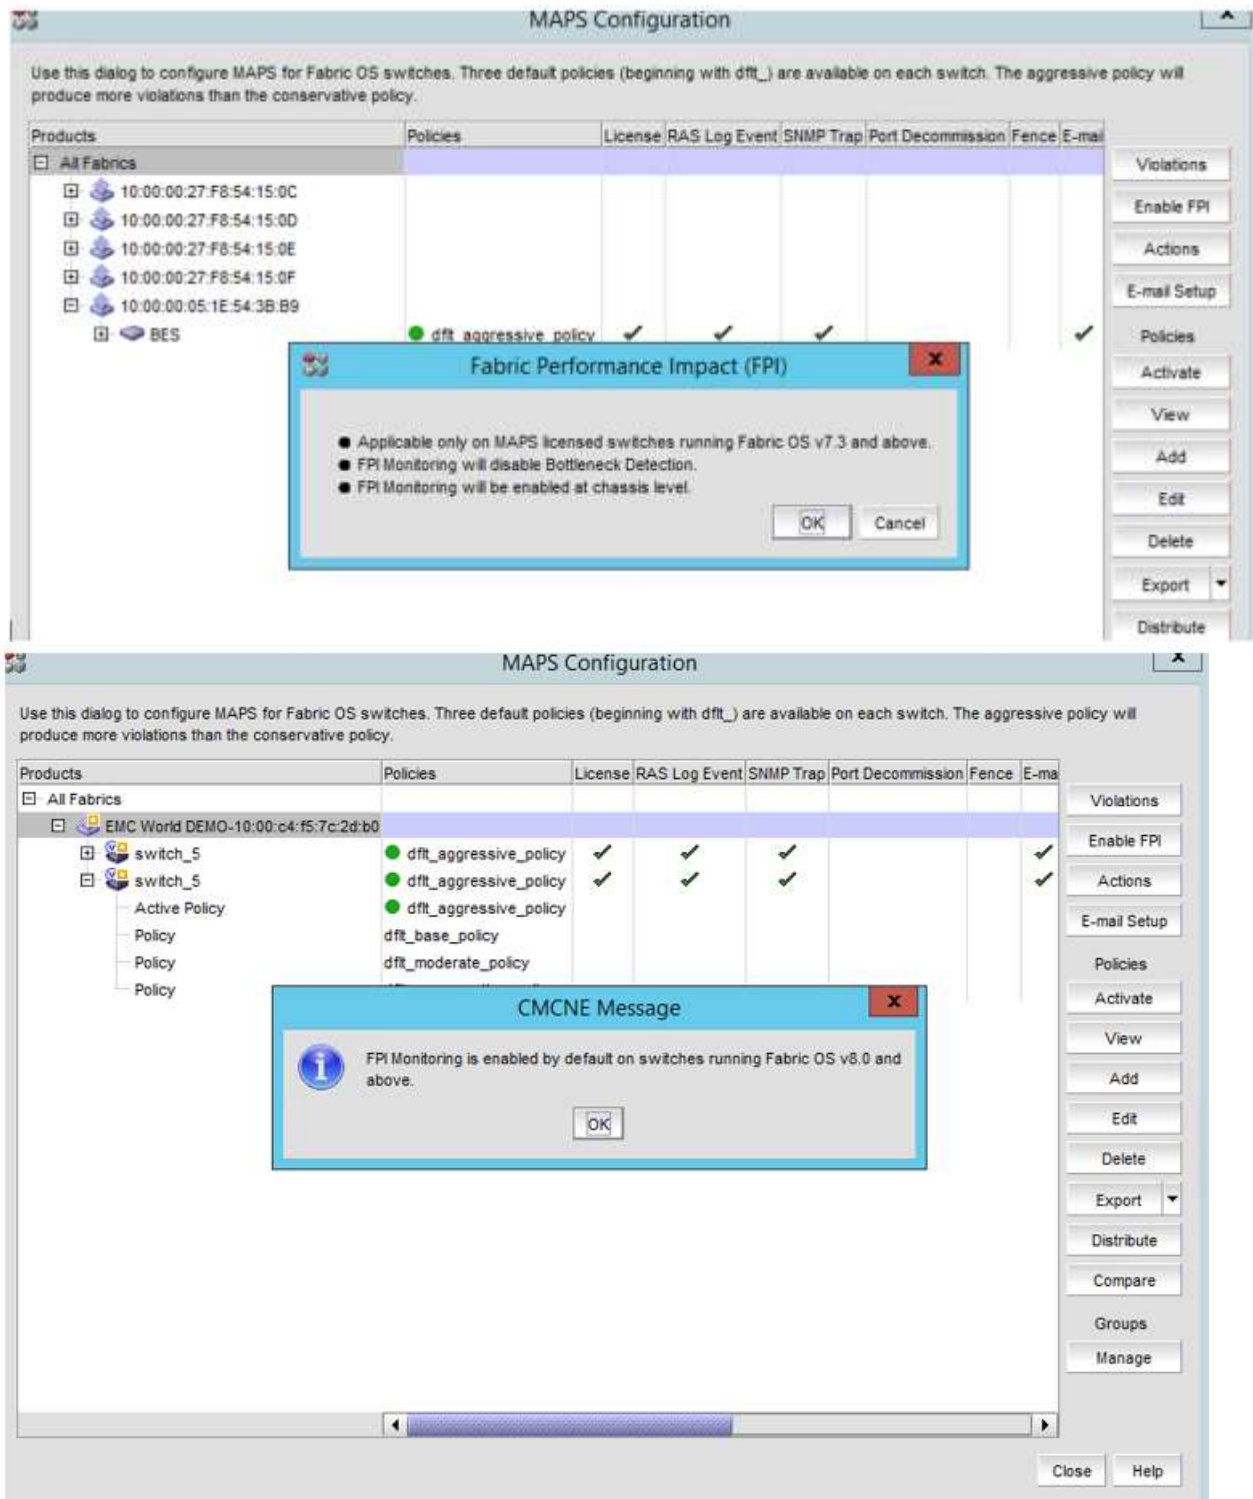 MAPS Configuration
Use this dialog to configure MAPS for Fabric OS switches. Three default policies (beginning with dflt_) are available on each switch. The aggressive policy will
produce more violations than the conservative policy.
Products Policies License RAS Log Event SNMP Trap Port Decommission Fence E-mail
All Fabrics
Violations
10:00:00:27:F8:54:15:0C
Enable FPI
10:00:00:27:F8:54:15:0D
10:00:00:27:F8:54:15:0E
Actions
10:00:00:27:F8:54:15:0F
E-mail Setup
10:00:00:05:1E:54:3B:B9
BES dflt_aggressive_policy
Policies
Fabric Performance Impact (FPI)
x
Activate
View
Applicable only on MAPS licensed switches running Fabric OS v7.3 and above.
Add
FPI Monitoring will disable Bottleneck Detection.
FPI Monitoring will be enabled at chassis level.
Edit
OK Cancel
Delete
Export
Distribute
MAPS Configuration
x
Use this dialog to configure MAPS for Fabric OS switches. Three default policies (beginning with dflt_) are available on each switch. The aggressive policy will
produce more violations than the conservative policy.
Products Policies License RAS Log Event SNMP Trap Port Decommission Fence E-ma
All Fabrics
Violations
EMC World DEMO-10:00:c4:f5:7c:2d:b0
Enable FPI
switch_5 dflt_aggressive_policy
switch_5 dflt_aggressive_policy
Actions
Active Policy dflt_aggressive_policy
E-mail Setup
Policy dflt_base_policy
Policy dflt_moderate_policy
Policies
Policy
Activate
CMCNE Message
x
View
FPI Monitoring is enabled by default on switches running Fabric OS v8.0 and
above.
Add
OK
Edit
Delete
Export
Distribute
Compare
Groups
Manage
Close Help